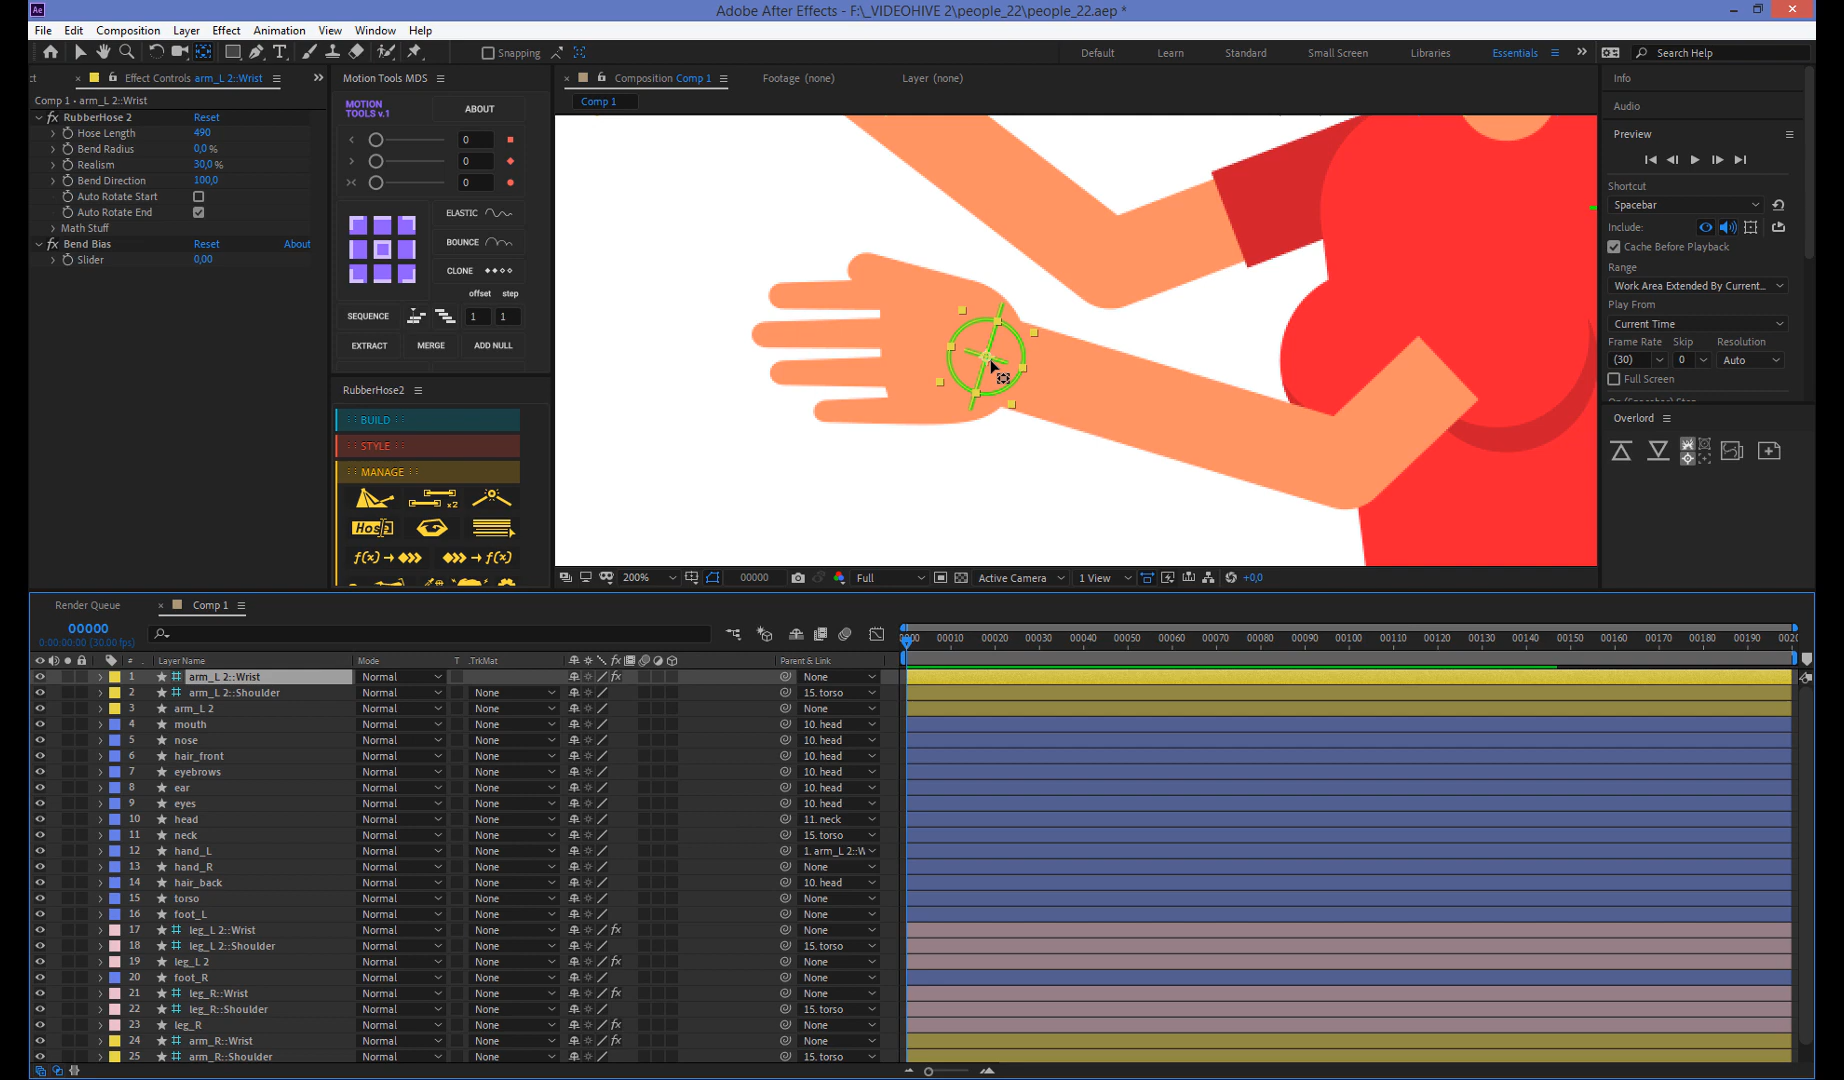 Ae
Adobe After Effects - F:\_VIDEOHIVE 2\people_22\people_22.aep *
File Edit Composition Layer Effect Animation View Window Help
Snapping Default Learn Standard Small Screen Libraries Essentials Search Help
ct Effect Controls arm_L 2::Wrist
Comp 1 • arm_L 2::Wrist
fx RubberHose 2 Reset
Hose Length 490
Bend Radius 0,0 %
Realism 30,0 %
Bend Direction 100,0
Auto Rotate Start
Auto Rotate End
Math Stuff
fx Bend Bias Reset About
Slider 0,00
Motion Tools MDS
MOTION TOOLS v.1 ABOUT
0
0
0
ELASTIC
BOUNCE
CLONE
offset step
SEQUENCE 1 1
EXTRACT MERGE ADD NULL
RubberHose2
:: BUILD ::
:: STYLE ::
:: MANAGE ::
x2
Hose
f(x) f(x)
Composition Comp 1 Footage (none) Layer (none)
Comp 1
200% 00000 Full Active Camera 1 View +0,0
Info
Audio
Preview
Shortcut
Spacebar
Include:
Cache Before Playback
Range
Work Area Extended By Current...
Play From
Current Time
Frame Rate Skip Resolution
(30) 0 Auto
Full Screen
On (Spacebar) Stop
Overlord
Render Queue Comp 1
00000
0:00:00:00 (30.00 fps)
00010 00020 00030 00040 00050 00060 00070 00080 00090 00100 00110 00120 00130 00140 00150 00160 00170 00180 00190
# Layer Name Mode T .TrkMat fx Parent & Link
1 arm_L 2::Wrist Normal fx None
2 arm_L 2::Shoulder Normal None 15. torso
3 arm_L 2 Normal None None
4 mouth Normal None 10. head
5 nose Normal None 10. head
6 hair_front Normal None 10. head
7 eyebrows Normal None 10. head
8 ear Normal None 10. head
9 eyes Normal None 10. head
10 head Normal None 11. neck
11 neck Normal None 15. torso
12 hand_L Normal None 1. arm_L 2::W
13 hand_R Normal None None
14 hair_back Normal None 10. head
15 torso Normal None None
16 foot_L Normal None None
17 leg_L 2::Wrist Normal None fx None
18 leg_L 2::Shoulder Normal None 15. torso
19 leg_L 2 Normal None fx None
20 foot_R Normal None None
21 leg_R::Wrist Normal None fx None
22 leg_R::Shoulder Normal None 15. torso
23 leg_R Normal None fx None
24 arm_R::Wrist Normal None fx None
25 arm_R::Shoulder Normal None 15. torso